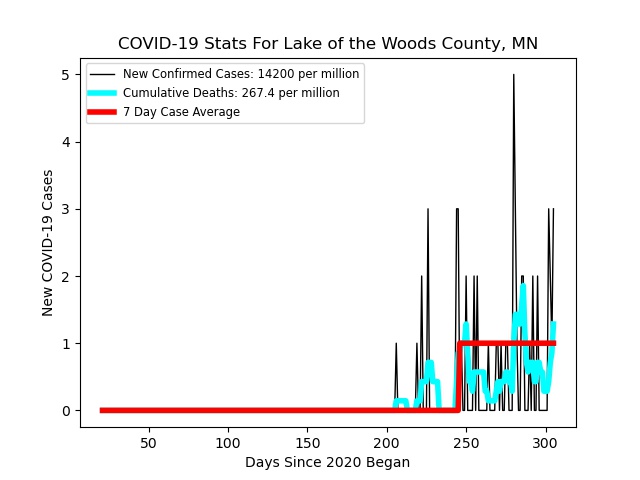 COVID-19 Stats For Lake of the Woods County, MN
New Confirmed Cases: 14200 per million
Cumulative Deaths: 267.4 per million
7 Day Case Average
5
4
3
2
1
0
New COVID-19 Cases
50 100 150 200 250 300
Days Since 2020 Began